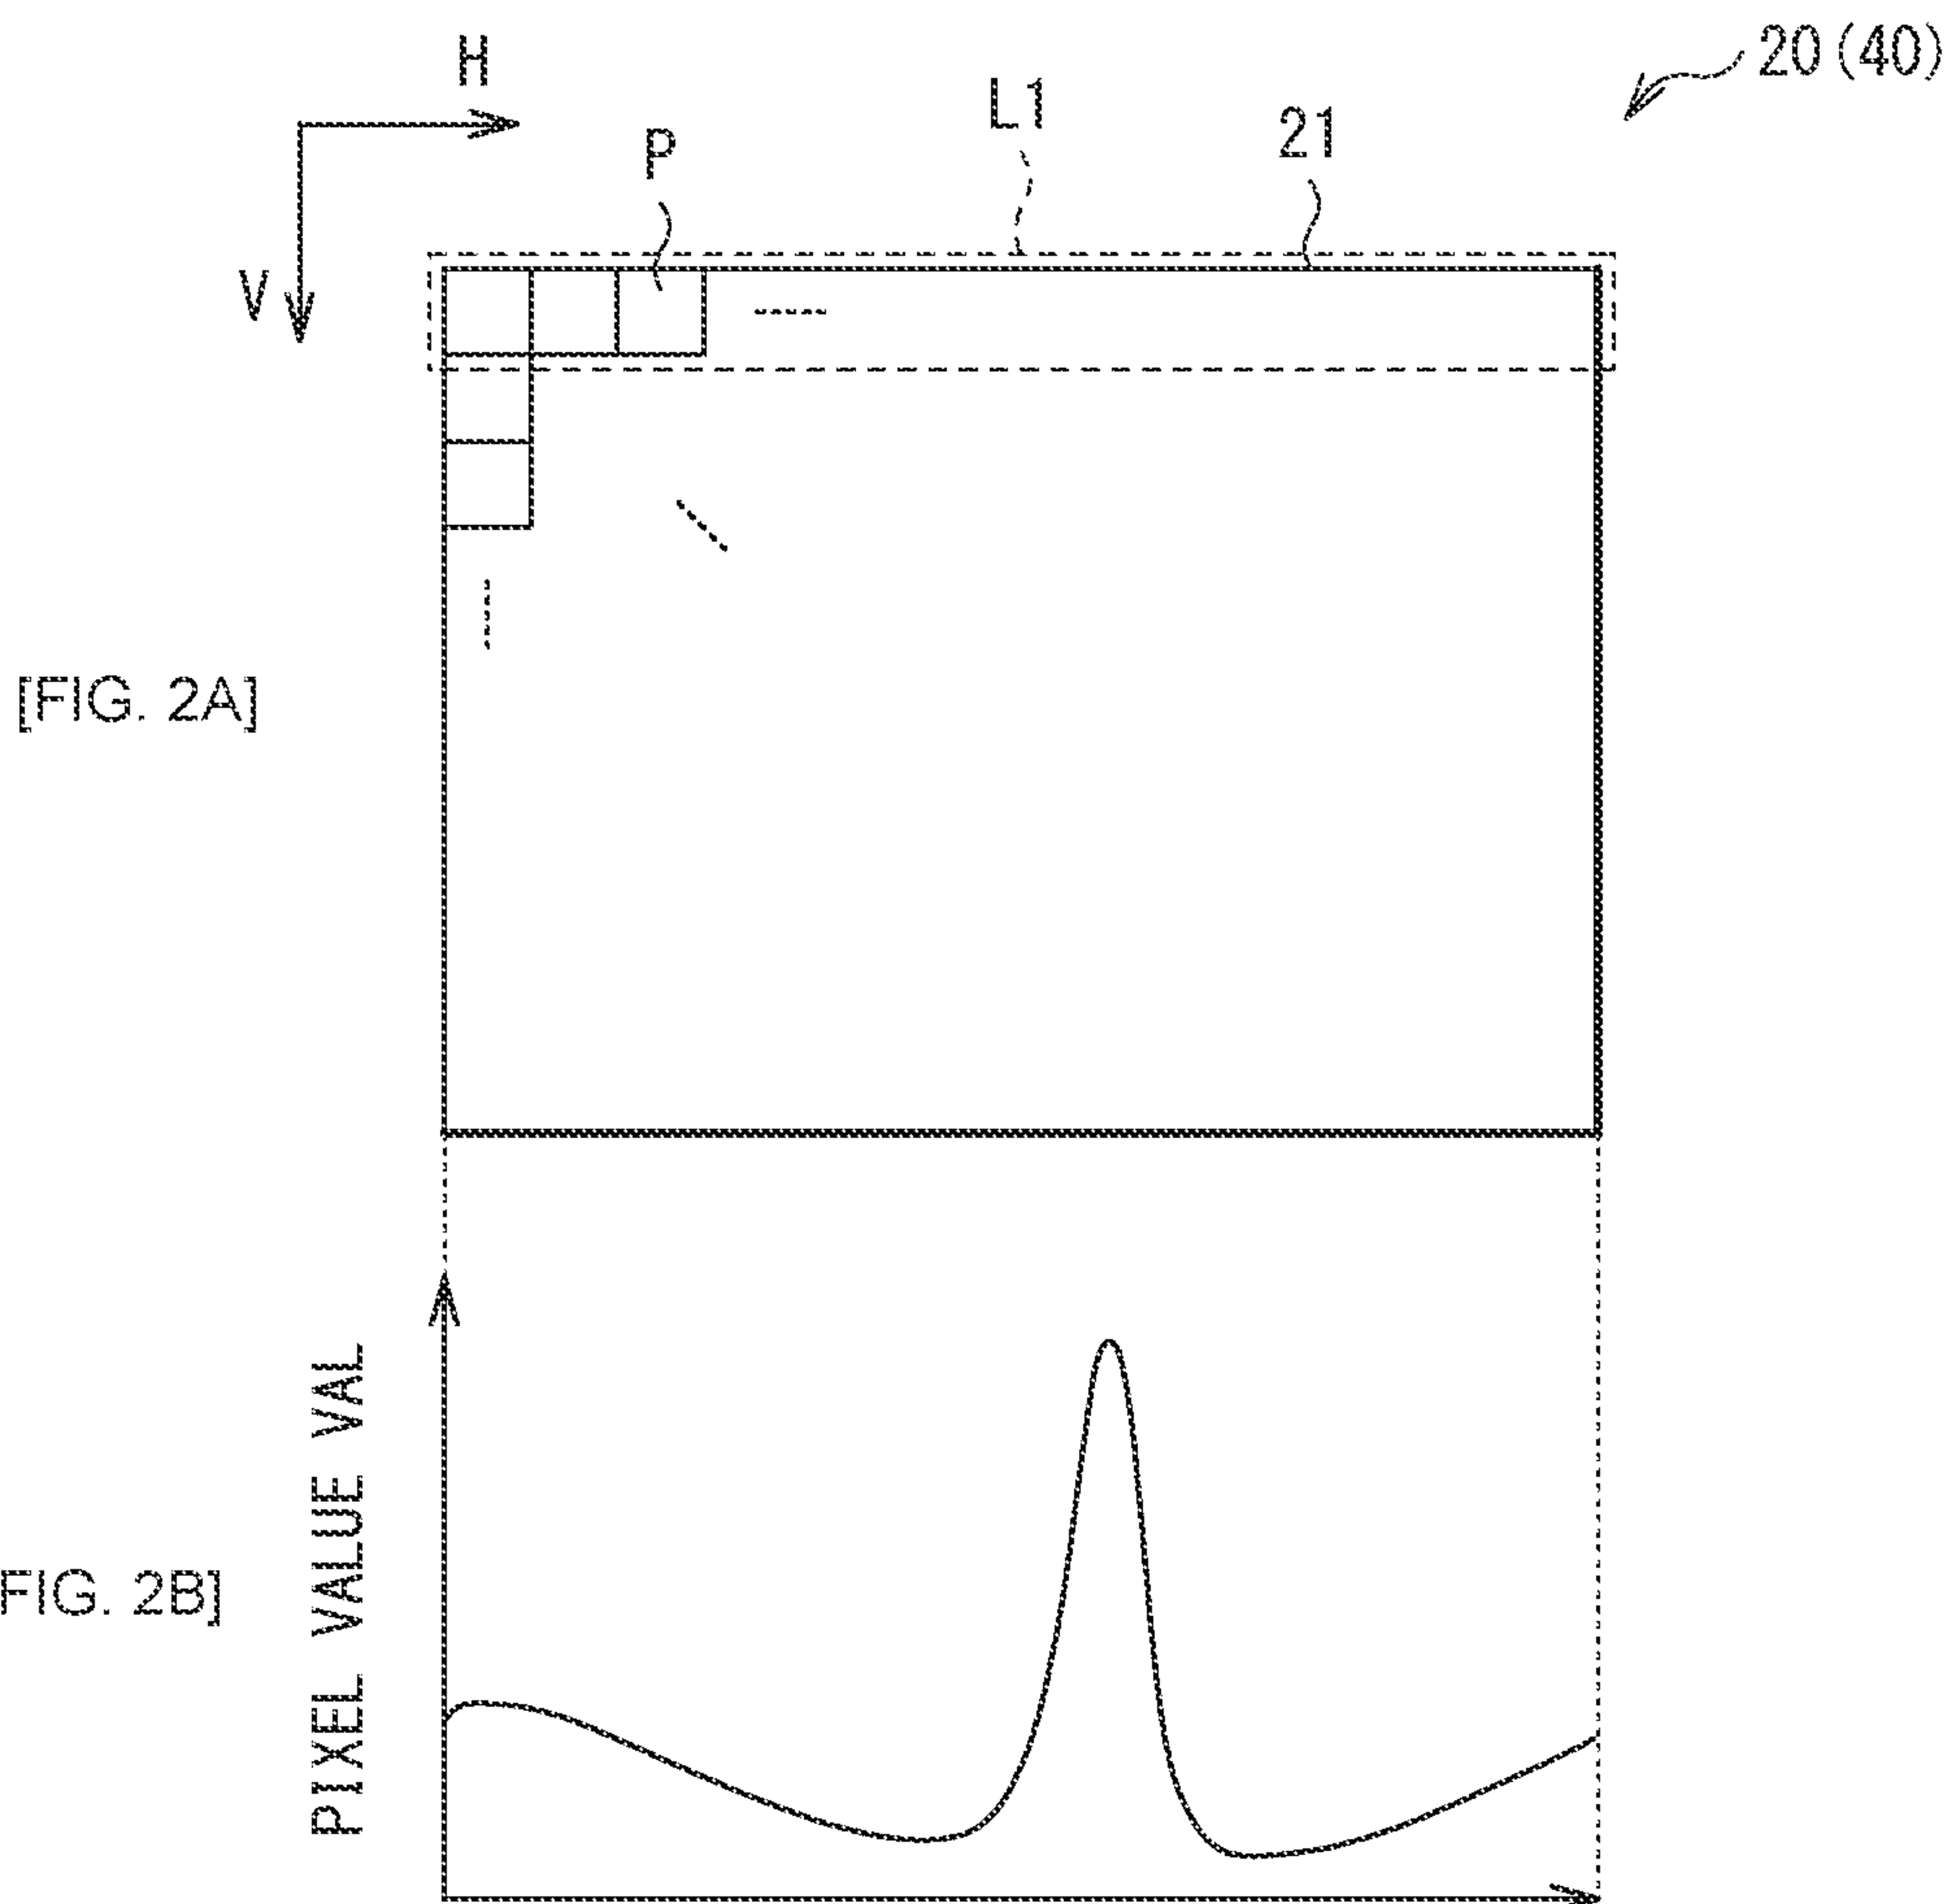 20(40)
H
L1
21
P
V
[FIG. 2A]
PIXEL VALUE VAL
FIG. 2B]